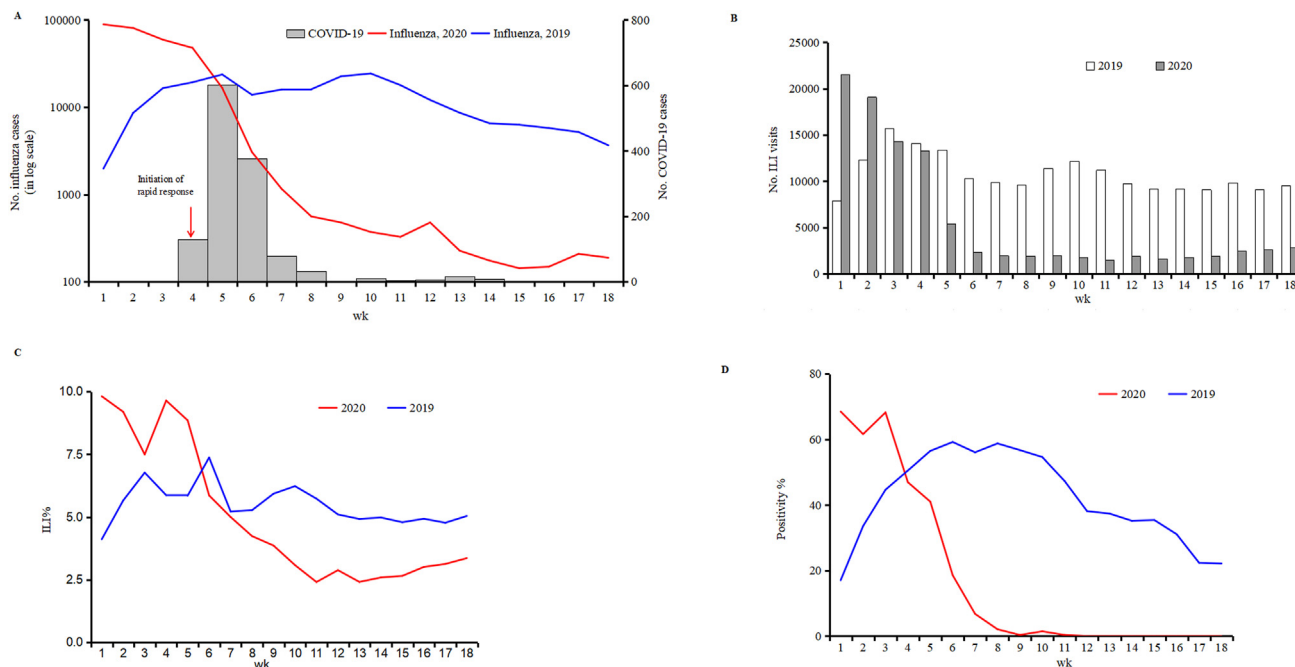 A
100000
10000
1000
100
No. influenza cases
(in log scale)
800
600
400
200
0
No. COVID-19 cases
COVID-19
Influenza, 2020
Influenza, 2019
Initiation of
rapid response
1 2 3 4 5 6 7 8 9 10 11 12 13 14 15 16 17 18
wk
B
25000
20000
15000
10000
5000
0
No. ILI visits
2019
2020
1 2 3 4 5 6 7 8 9 10 11 12 13 14 15 16 17 18
wk
C
10.0
7.5
5.0
2.5
0.0
ILI%
2020
2019
1 2 3 4 5 6 7 8 9 10 11 12 13 14 15 16 17 18
wk
D
80
60
40
20
0
Positivity %
2020
2019
1 2 3 4 5 6 7 8 9 10 11 12 13 14 15 16 17 18
wk